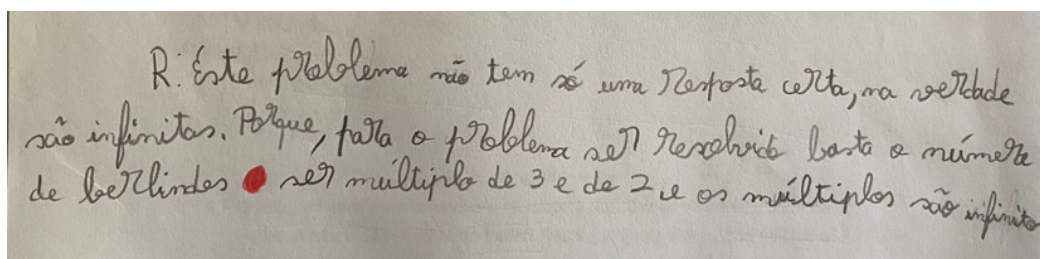 R: Este problema não tem só uma resposta certa, na verdade
são infinitas. Porque, para o problema ser resolvido basta o número
de berlindes ser múltiplo de 3 e de 2 e os múltiplos são infinito